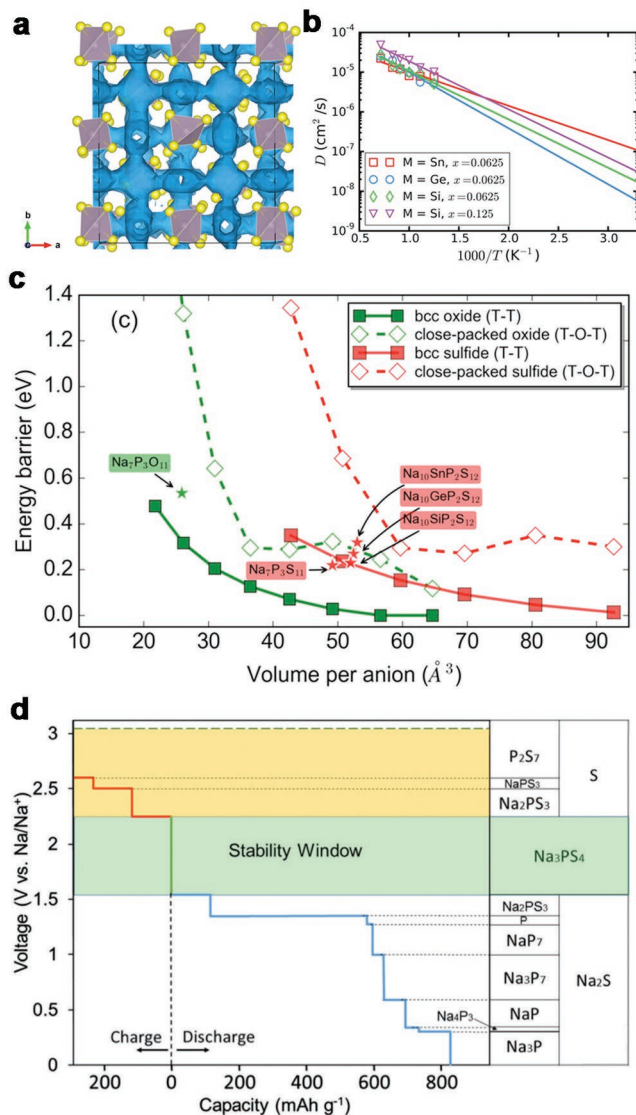 a
b
a
b
D (cm² /s)
10⁻⁴
10⁻⁵
10⁻⁶
10⁻⁷
10⁻⁸
10⁻⁹
M = Sn, x=0.0625
M = Ge, x=0.0625
M = Si, x=0.0625
M = Si, x=0.125
0.5 1.0 1.5 2.0 2.5 3.0
1000/T (K⁻¹)
c
(c)
Energy barrier (eV)
1.4
1.2
1.0
0.8
0.6
0.4
0.2
0.0
bcc oxide (T-T)
close-packed oxide (T-O-T)
bcc sulfide (T-T)
close-packed sulfide (T-O-T)
Na₇P₃O₁₁
Na₁₀SnP₂S₁₂
Na₁₀GeP₂S₁₂
Na₁₀SiP₂S₁₂
Na₇P₃S₁₁
10 20 30 40 50 60 70 80 90
Volume per anion (Å³)
d
Voltage (V vs. Na/Na⁺)
3
2.5
2
1.5
1
0.5
0
Stability Window
Charge
Discharge
P₂S₇
NaPS₃
Na₂PS₃
S
Na₃PS₄
Na₂PS₃
P
NaP₇
Na₃P₇
NaP
Na₄P₃
Na₃P
Na₂S
200 0 200 400 600 800
Capacity (mAh g⁻¹)